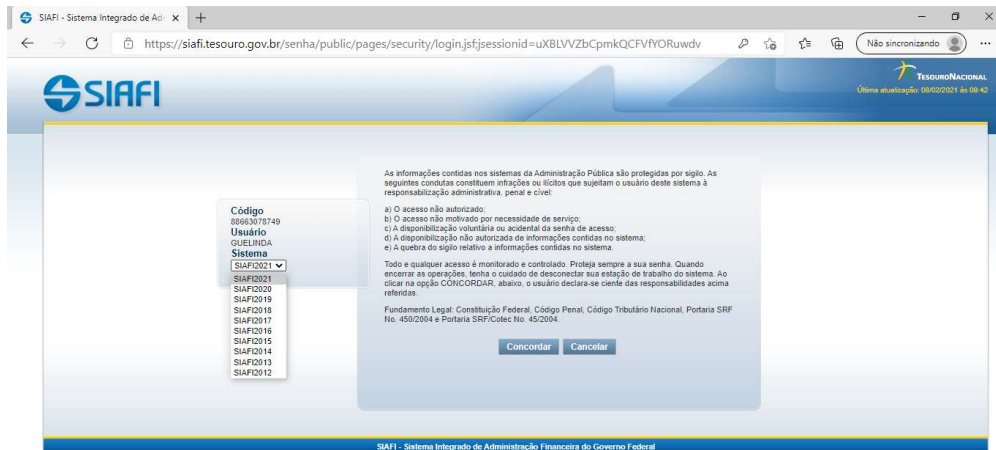 SIAFI - Sistema Integrado de Ad
https://siafi.tesouro.gov.br/senha/public/pages/security/login.jsf;jsessionid=uXBLVVZbCpmkQCFVfYORuwdv
Não sincronizando
SIAFI
TESOURONACIONAL
Última atualização: 08/02/2021 às 09:42
Código
88663078749
Usuário
GUELINDA
Sistema
SIAFI2021
SIAFI2021
SIAFI2020
SIAFI2019
SIAFI2018
SIAFI2017
SIAFI2016
SIAFI2015
SIAFI2014
SIAFI2013
SIAFI2012
As informações contidas nos sistemas da Administração Pública são protegidas por sigilo. As
seguintes condutas constituem infrações ou ilícitos que sujeitam o usuário deste sistema à
responsabilização administrativa, penal e cível:
a) O acesso não autorizado;
b) O acesso não motivado por necessidade de serviço;
c) A disponibilização voluntária ou acidental da senha de acesso;
d) A disponibilização não autorizada de informações contidas no sistema;
e) A quebra do sigilo relativo a informações contidas no sistema.
Todo e qualquer acesso é monitorado e controlado. Proteja sempre a sua senha. Quando
encerrar as operações, tenha o cuidado de desconectar sua estação de trabalho do sistema. Ao
clicar na opção CONCORDAR, abaixo, o usuário declara-se ciente das responsabilidades acima
referidas.
Fundamento Legal: Constituição Federal, Código Penal, Código Tributário Nacional, Portaria SRF
No. 450/2004 e Portaria SRF/Cotec No. 45/2004.
Concordar Cancelar
SIAFI - Sistema Integrado de Administração Financeira do Governo Federal